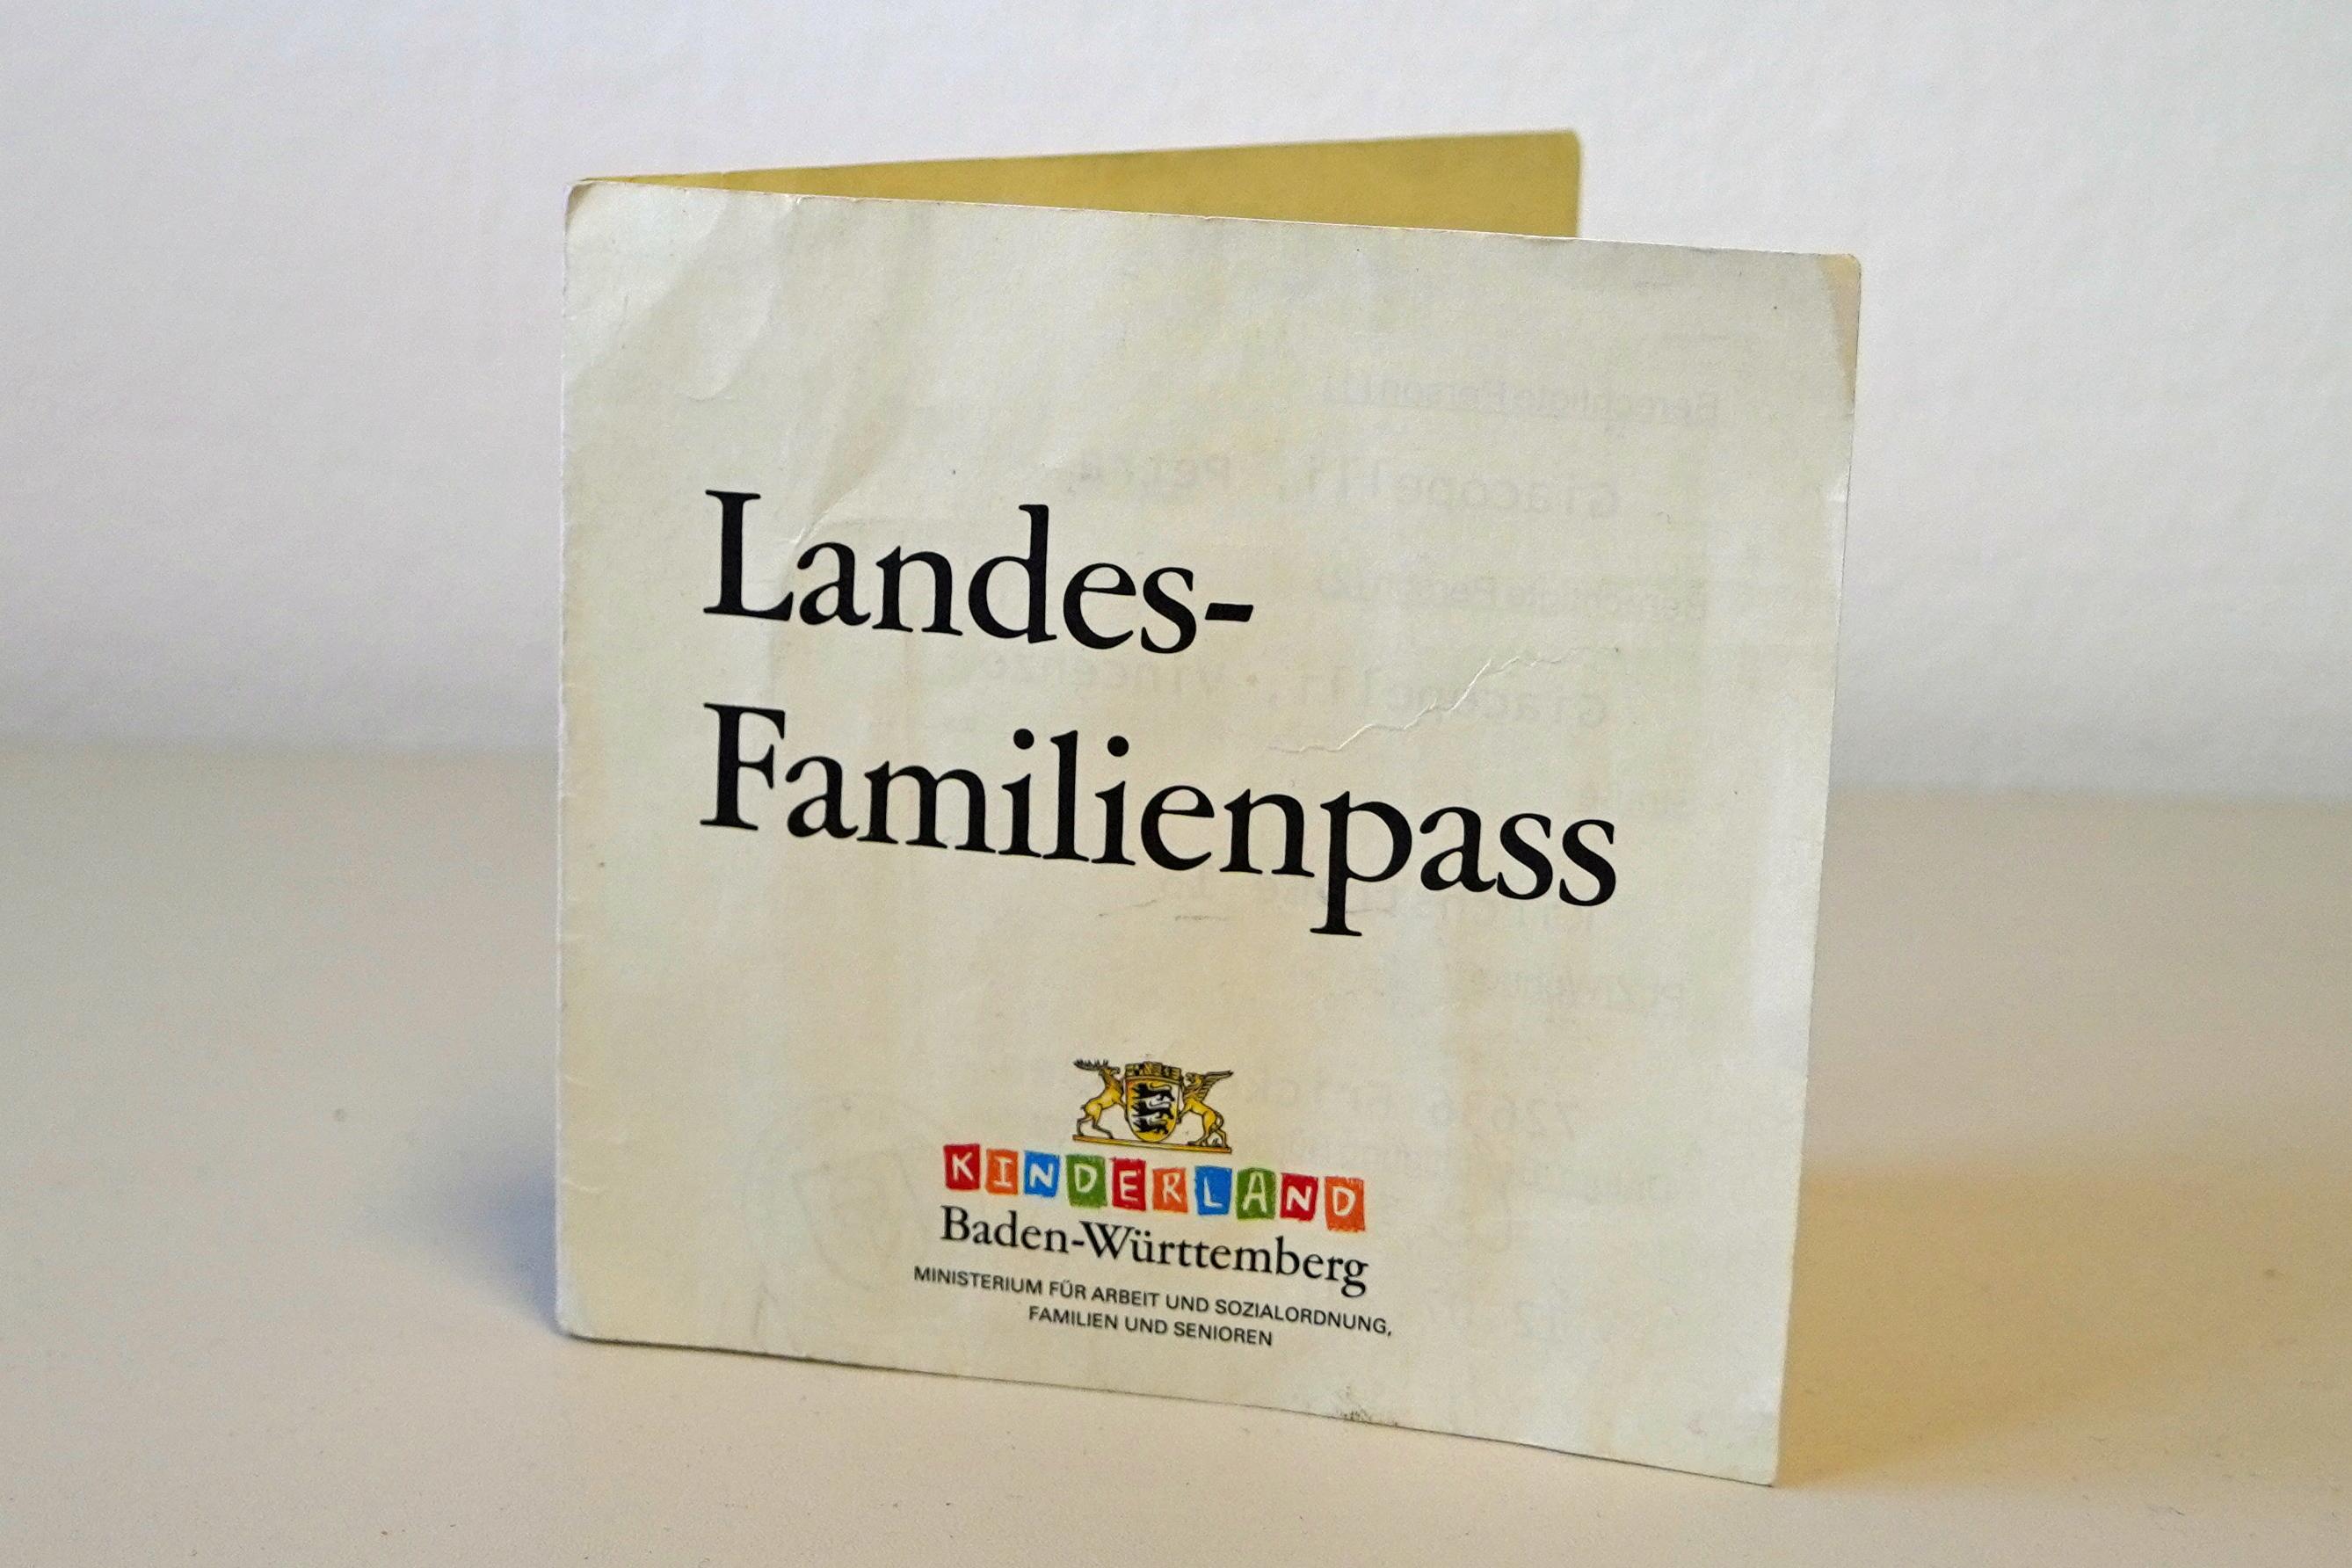 Landes-
Familienpass
KINDERLAND
Baden-Württemberg
MINISTERIUM FÜR ARBEIT UND SOZIALORDNUNG,
FAMILIEN UND SENIOREN